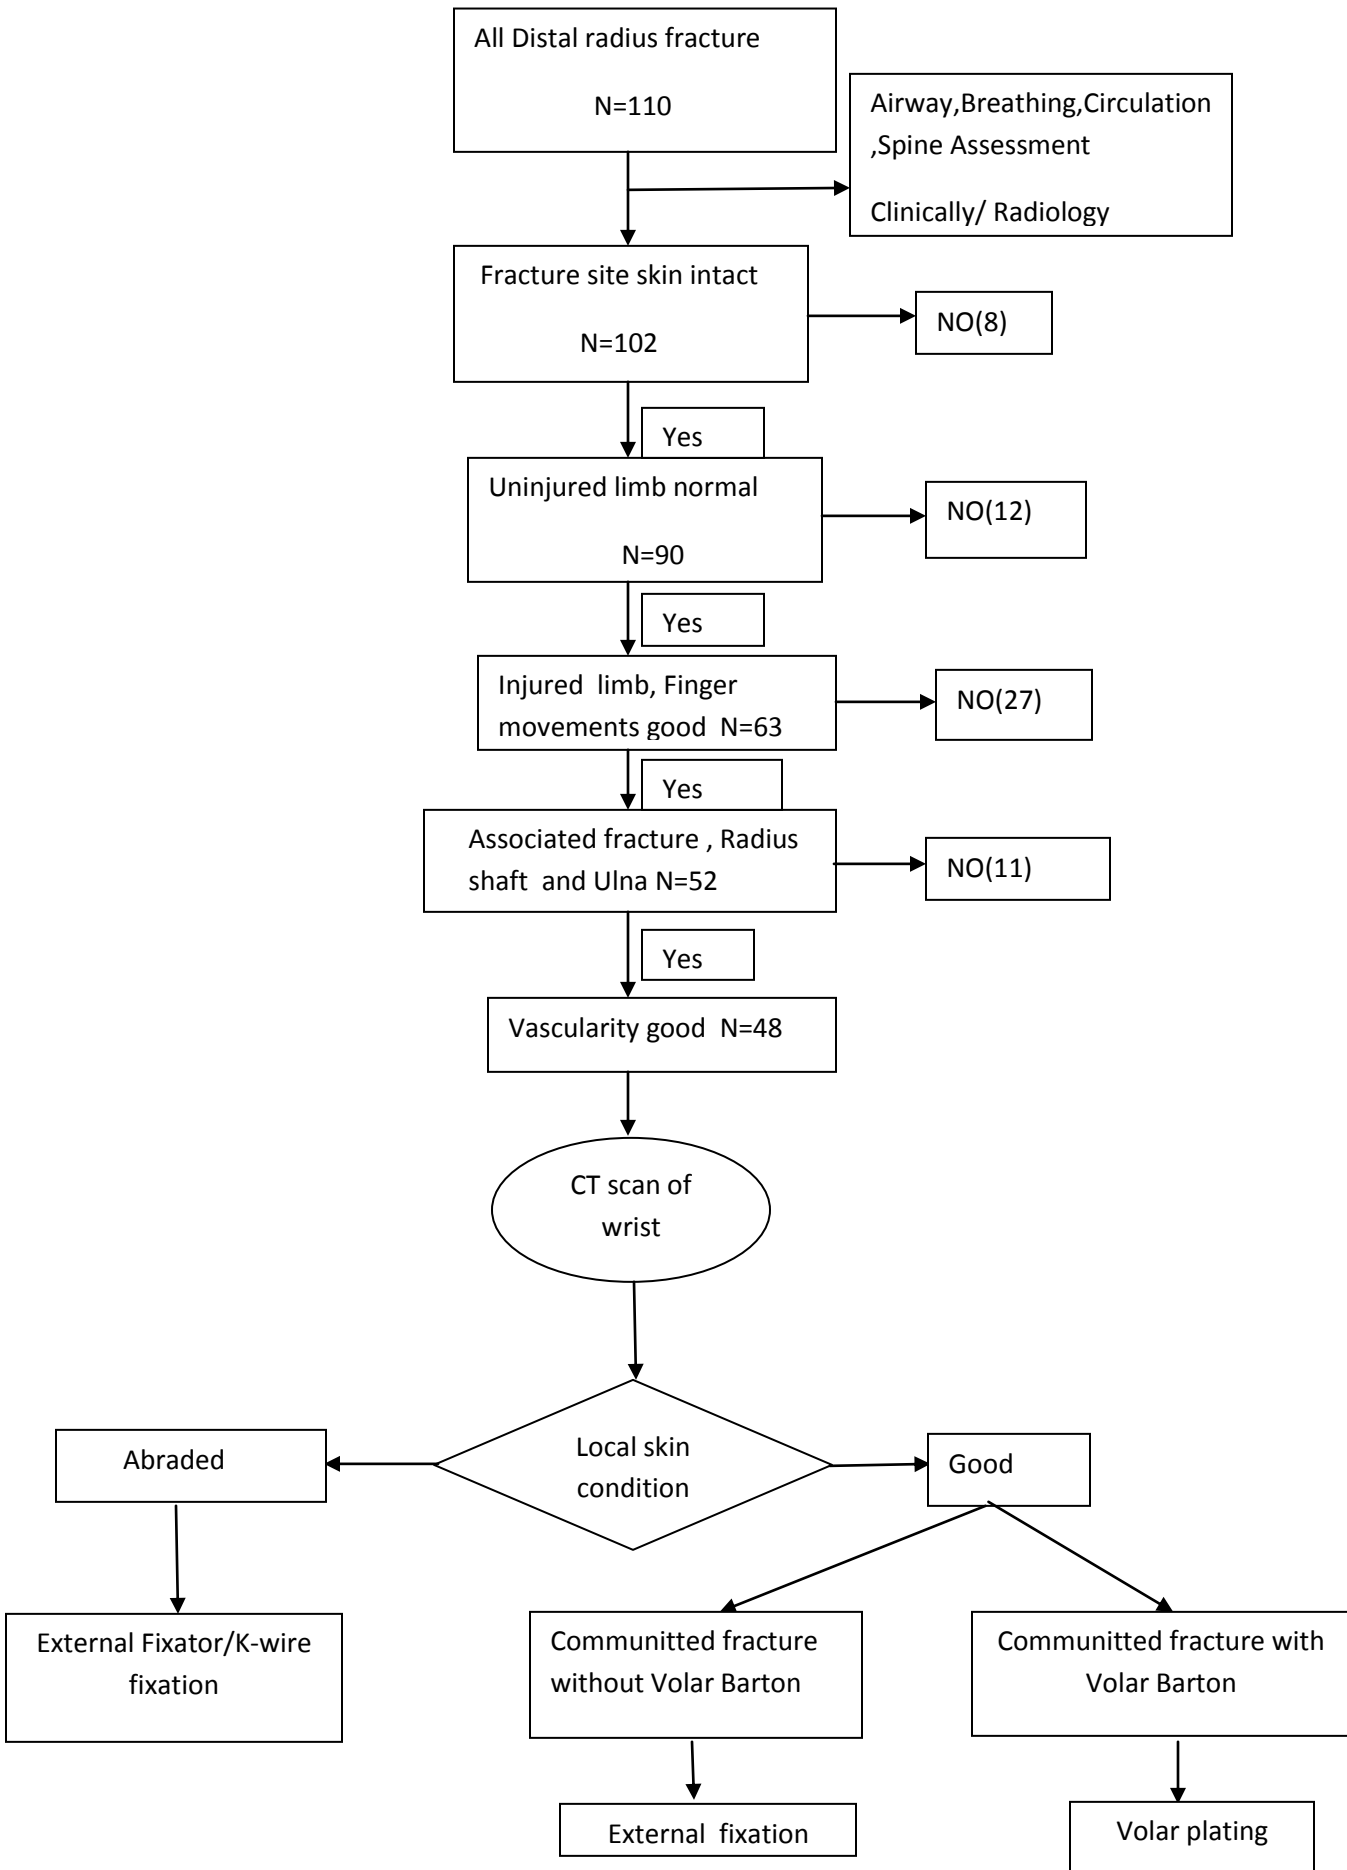 All Distal radius fracture
N=110
Airway,Breathing,Circulation
,Spine Assessment
Clinically/ Radiology
Fracture site skin intact
N=102
NO(8)
Yes
Uninjured limb normal
N=90
NO(12)
Yes
Injured limb, Finger
movements good N=63
NO(27)
Yes
Associated fracture , Radius
shaft and Ulna N=52
NO(11)
Yes
Vascularity good N=48
CT scan of
wrist
Local skin
condition
Abraded
Good
External Fixator/K-wire
fixation
Communitted fracture
without Volar Barton
Communitted fracture with
Volar Barton
External fixation
Volar plating